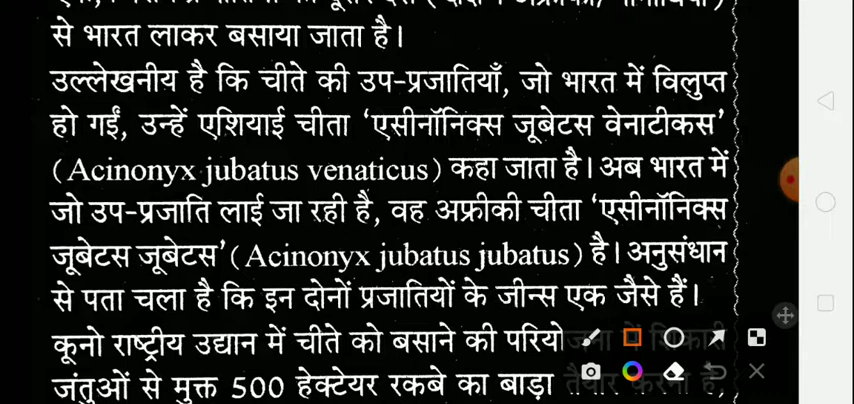 से भारत लाकर बसाया जाता है।
उल्लेखनीय है कि चीते की उप-प्रजातियाँ, जो भारत में विलुप्त
हो गईं, उन्हें एशियाई चीता ‘एसीनॉनिक्स जूबेटस वेनाटीकस’
(Acinonyx jubatus venaticus) कहा जाता है। अब भारत में
जो उप-प्रजाति लाई जा रही है, वह अफ्रीकी चीता ‘एसीनॉनिक्स
जूबेटस जूबेटस’ (Acinonyx jubatus jubatus) है। अनुसंधान
से पता चला है कि इन दोनों प्रजातियों के जीन्स एक जैसे हैं।
कूनो राष्ट्रीय उद्यान में चीते को बसाने की परियोजना में शिकारी
जंतुओं से मुक्त 500 हेक्टेयर रकबे का बाड़ा तैयार करना है,